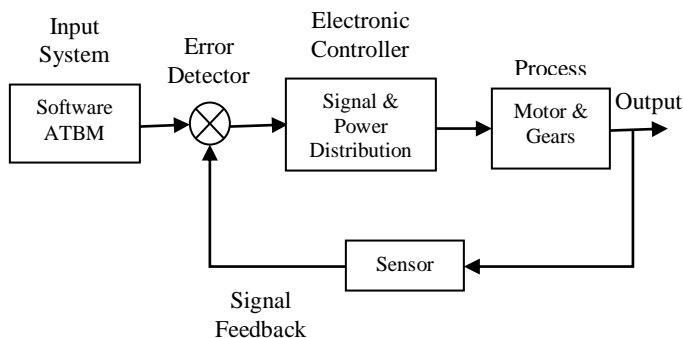 Input
System
Error
Detector
Electronic
Controller
Process
Output
Software
ATBM
Signal &
Power
Distribution
Motor &
Gears
Sensor
Signal
Feedback